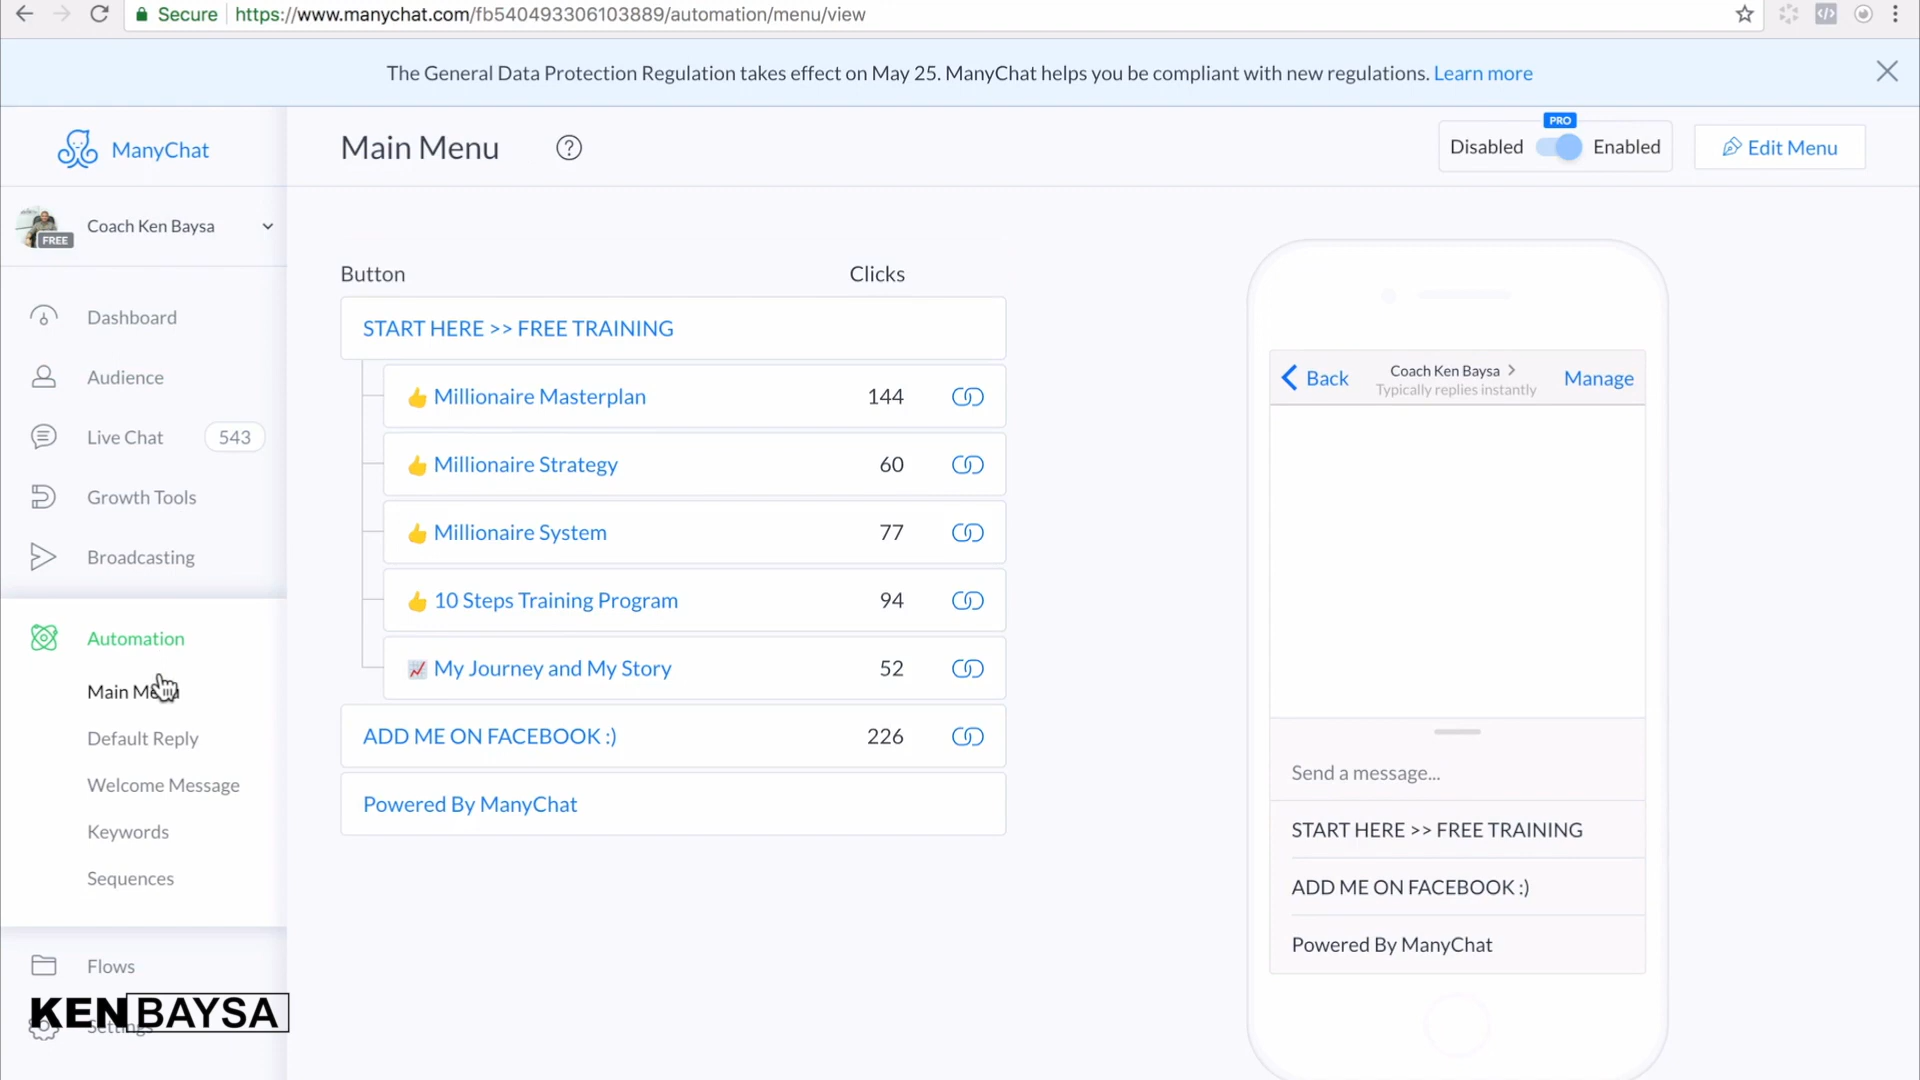 Secure
https://www.manychat.com/fb540493306103889/automation/menu/view
The General Data Protection Regulation takes effect on May 25. ManyChat helps you be compliant with new regulations. Learn more
ManyChat
Main Menu
?
PRO
Disabled
Enabled
Edit Menu
FREE
Coach Ken Baysa
Dashboard
Audience
Live Chat
543
Growth Tools
Broadcasting
Automation
Main Menu
Default Reply
Welcome Message
Keywords
Sequences
Flows
Settings
KENBAYSA
Button
Clicks
START HERE >> FREE TRAINING
👍 Millionaire Masterplan
144
👍 Millionaire Strategy
60
👍 Millionaire System
77
👍 10 Steps Training Program
94
📈 My Journey and My Story
52
ADD ME ON FACEBOOK :)
226
Powered By ManyChat
Back
Coach Ken Baysa >
Typically replies instantly
Manage
Send a message...
START HERE >> FREE TRAINING
ADD ME ON FACEBOOK :)
Powered By ManyChat